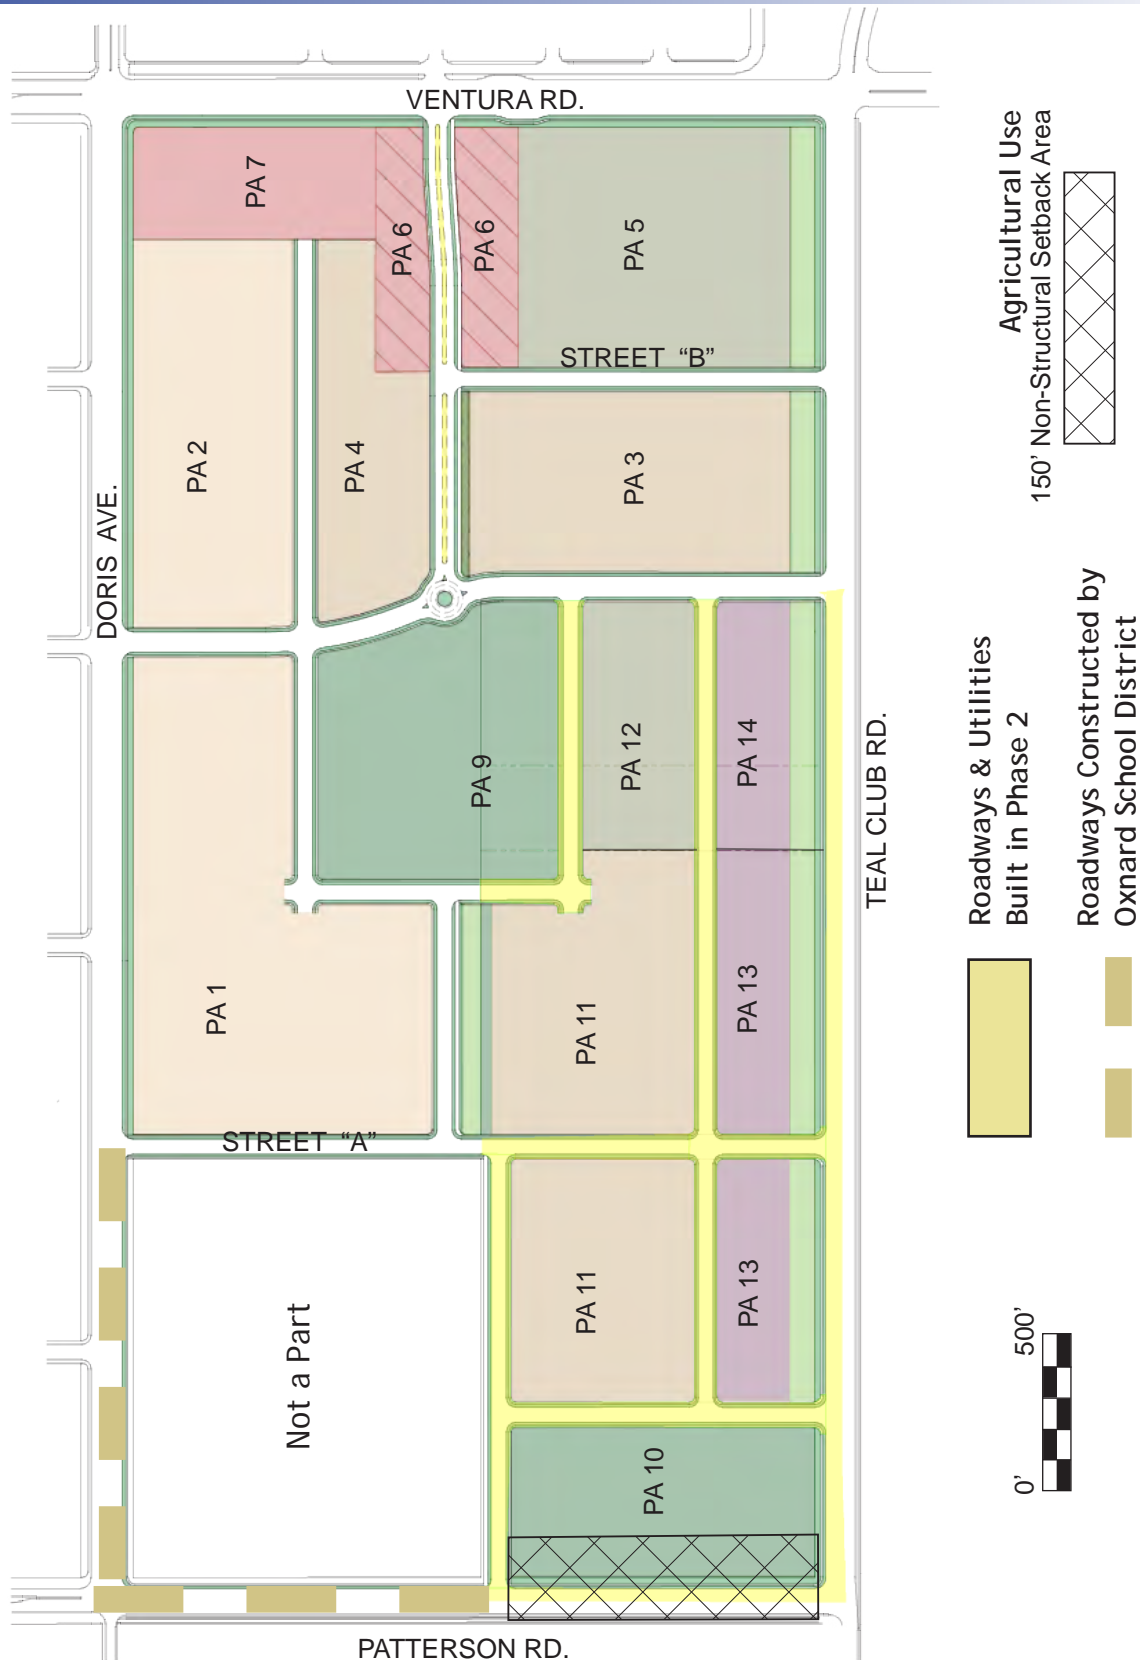 VENTURA RD.
PA 7
PA 6
PA 6
PA 5
Agricultural Use
150’ Non-Structural Setback Area
STREET “B”
PA 2
PA 4
PA 3
DORIS AVE.
PA 9
PA 12
PA 14
TEAL CLUB RD.
Roadways & Utilities
Built in Phase 2
Roadways Constructed by
Oxnard School District
PA 1
PA 11
PA 13
STREET “A”
Not a Part
PA 11
PA 13
0’
500’
PA 10
PATTERSON RD.